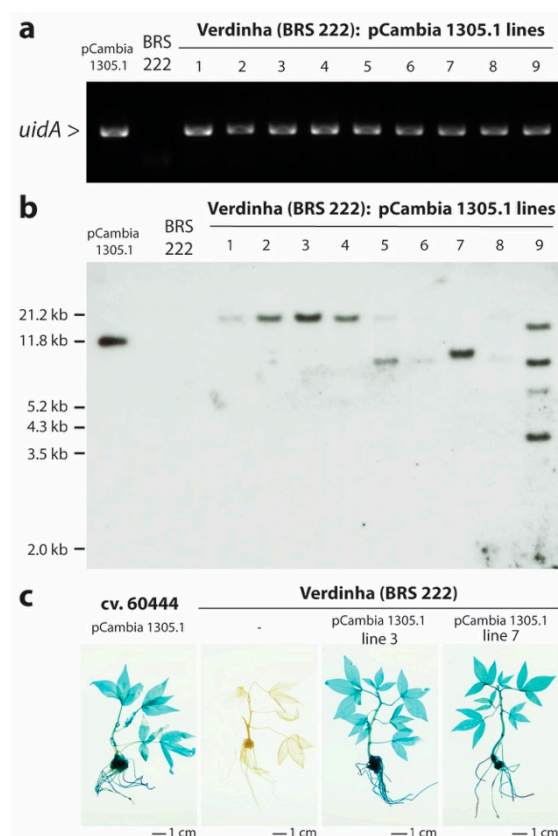 a
pCambia 1305.1
BRS 222
Verdinha (BRS 222): pCambia 1305.1 lines
1 2 3 4 5 6 7 8 9
uidA >
b
pCambia 1305.1
BRS 222
Verdinha (BRS 222): pCambia 1305.1 lines
1 2 3 4 5 6 7 8 9
21.2 kb
11.8 kb
5.2 kb
4.3 kb
3.5 kb
2.0 kb
c
cv. 60444
Verdinha (BRS 222)
pCambia 1305.1
-
pCambia 1305.1
line 3
pCambia 1305.1
line 7
1 cm
1 cm
1 cm
1 cm